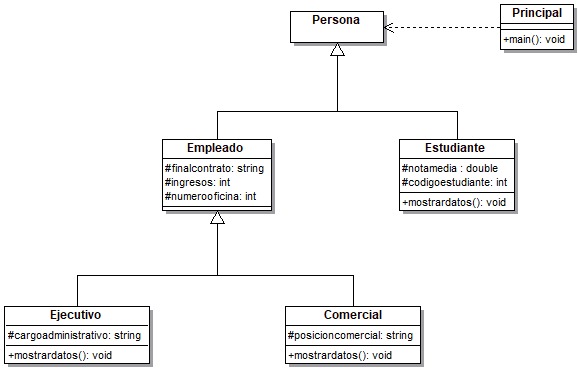 Persona
Principal
+main(): void
Empleado
#finalcontrato: string
#ingresos: int
#numerooficina: int
Estudiante
#notamedia : double
#codigoestudiante: int
+mostrardatos(): void
Ejecutivo
#cargoadministrativo: string
+mostrardatos(): void
Comercial
#posicioncomercial: string
+mostrardatos(): void